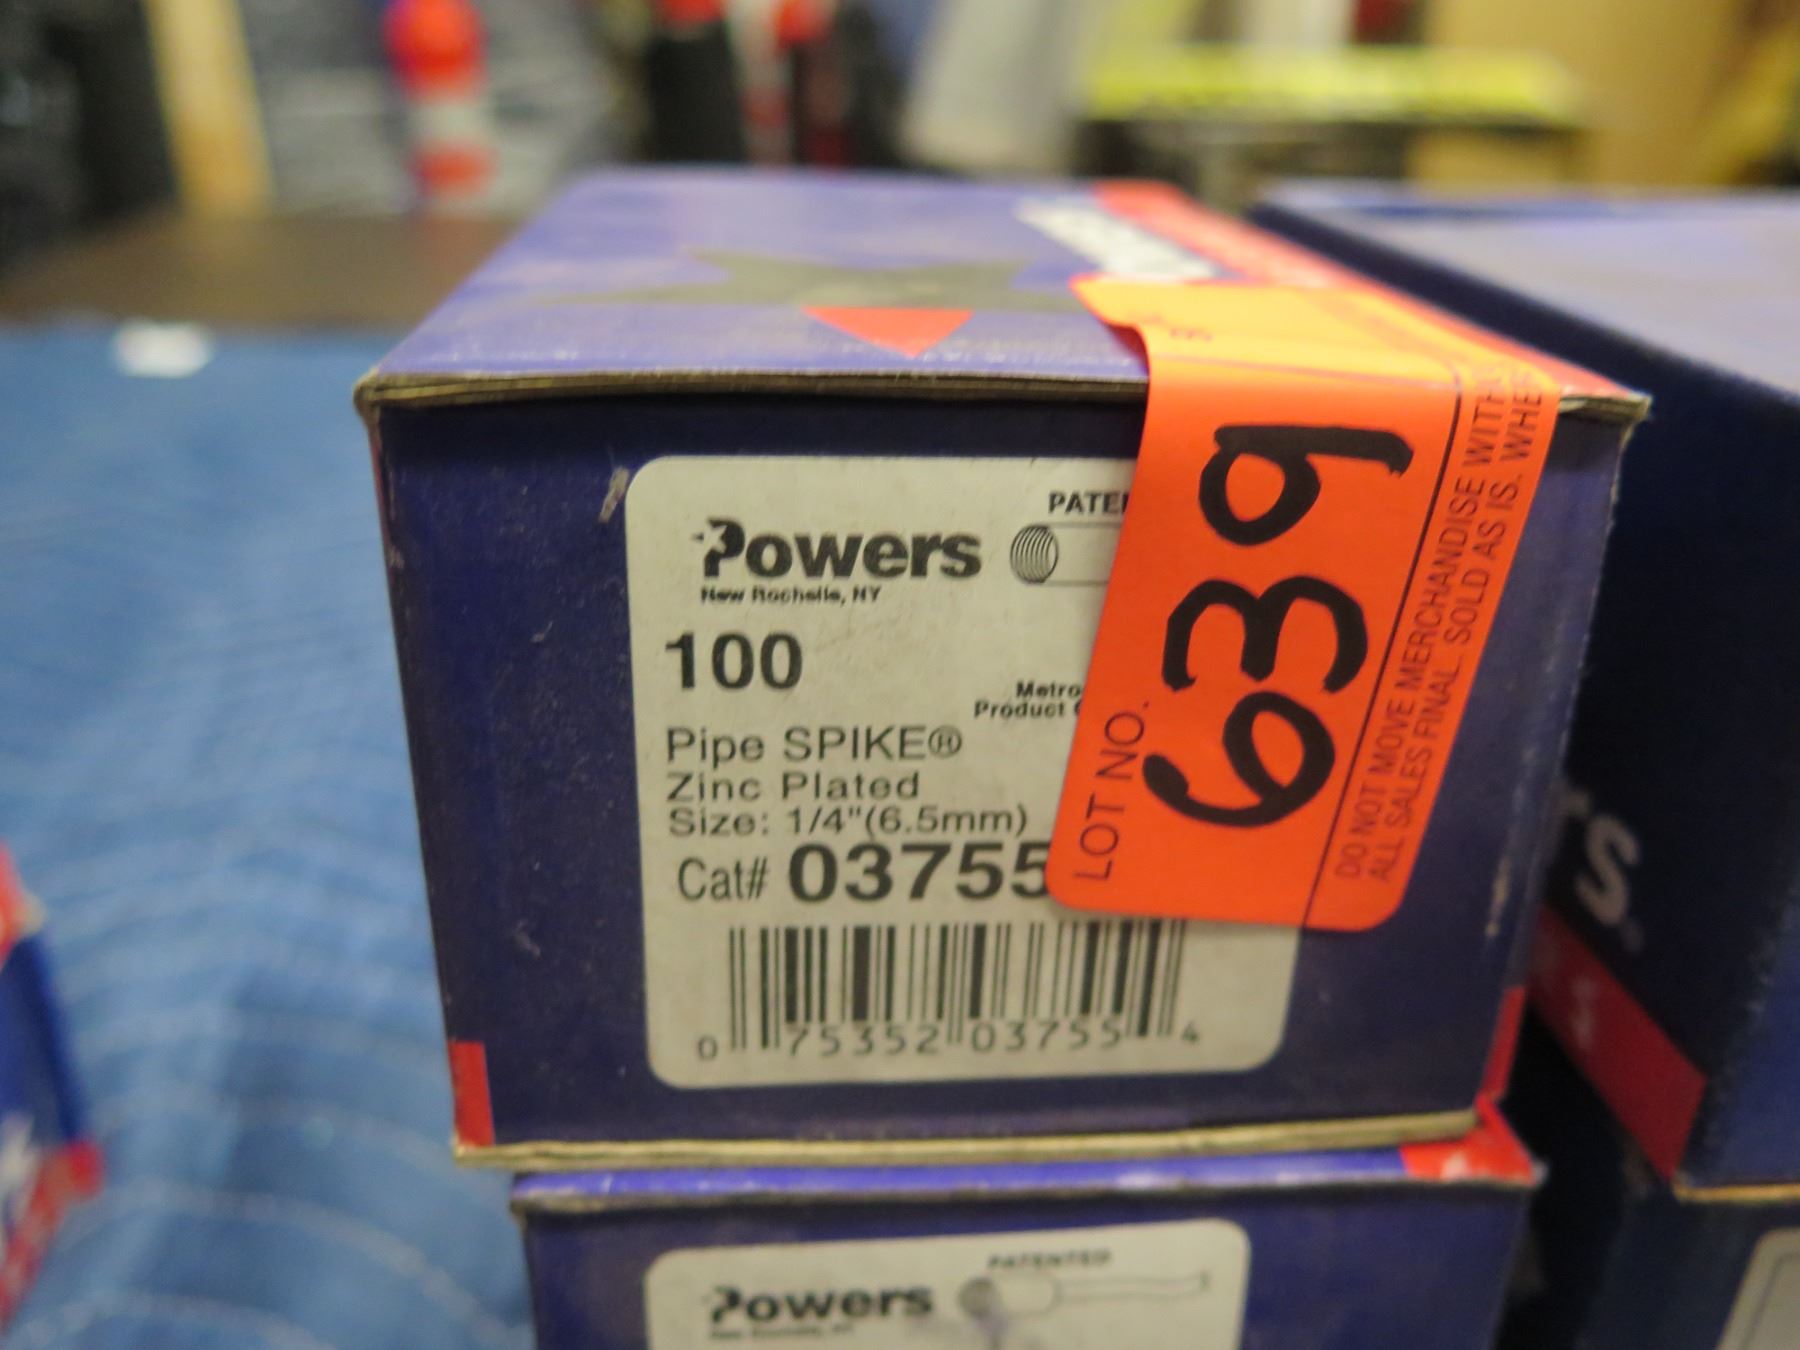 Powers
New Rochelle, NY
PATE
100
Metro
Product
Pipe SPIKE®
Zinc Plated
Size: 1/4"(6.5mm)
Cat# 03755
0 75352 03755 4
LOT NO.
639
DO NOT MOVE MERCHANDISE WITH
ALL SALES FINAL. SOLD AS IS. WHE
Powers
PATENTED